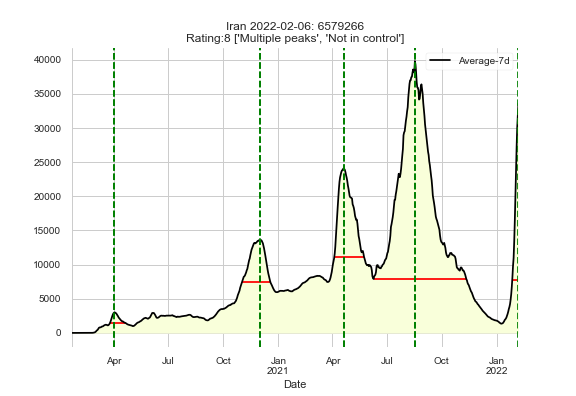 Iran 2022-02-06: 6579266
Rating:8 ['Multiple peaks', 'Not in control']
Average-7d
40000
35000
30000
25000
20000
15000
10000
5000
0
Apr Jul Oct Jan Apr Jul Oct Jan
2021 2022
Date